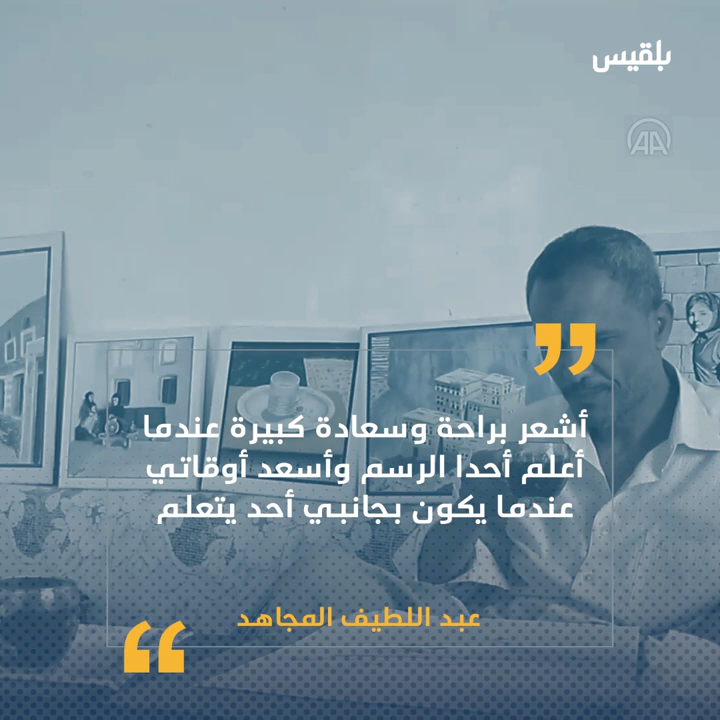 بلقيس
AA
”
أشعر براحة وسعادة كبيرة عندما
أعلم أحدا الرسم وأسعد أوقاتي
عندما يكون بجانبي أحد يتعلم
عبد اللطيف المجاهد
“